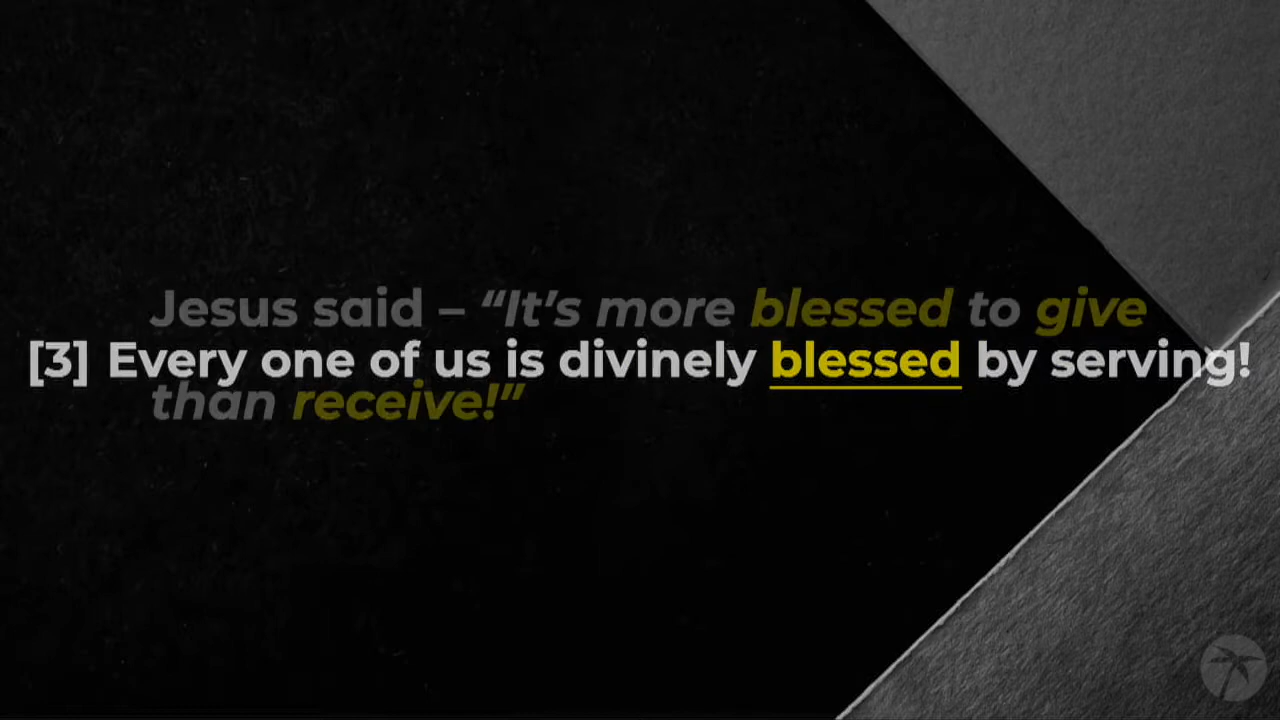 Jesus said – “It’s more blessed to give
[3] Every one of us is divinely blessed by serving!
than receive!”